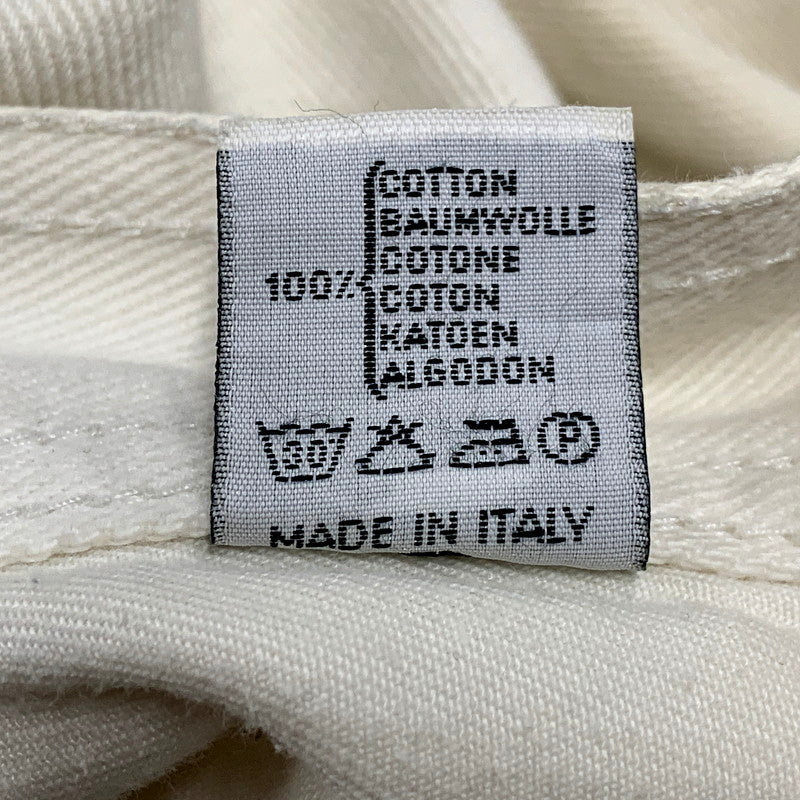 COTTON
BAUMWOLLE
COTONE
100% COTON
KATOEN
ALGODON
30 P
MADE IN ITALY